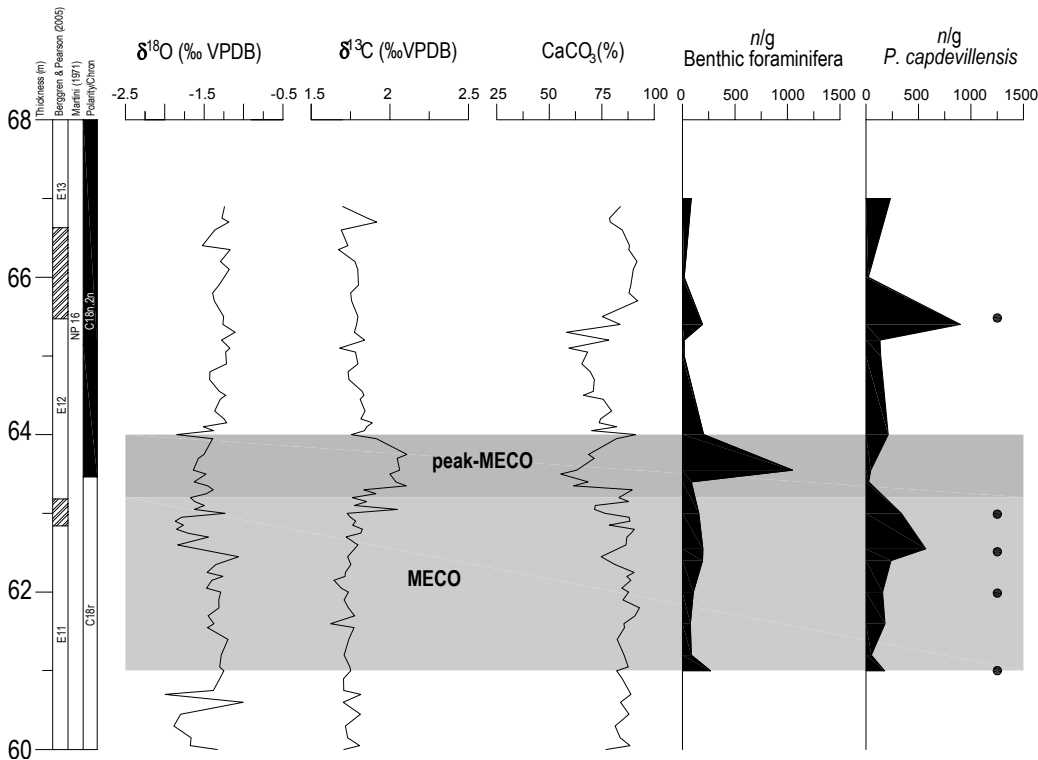 δ18O (‰ VPDB)
δ13C (‰VPDB)
CaCO3(%)
n/g
Benthic foraminifera
n/g
P. capdevillensis
Thickness (m)
Berggren & Pearson (2005)
Martini (1971)
Polarity/Chron
-2.5 -1.5 -0.5
1.5 2 2.5
25 50 75 100
0 500 1000 1500
0 500 1000 1500
68
66
64
62
60
E13
E12
E11
NP 16
C18n.2n
C18r
peak-MECO
MECO